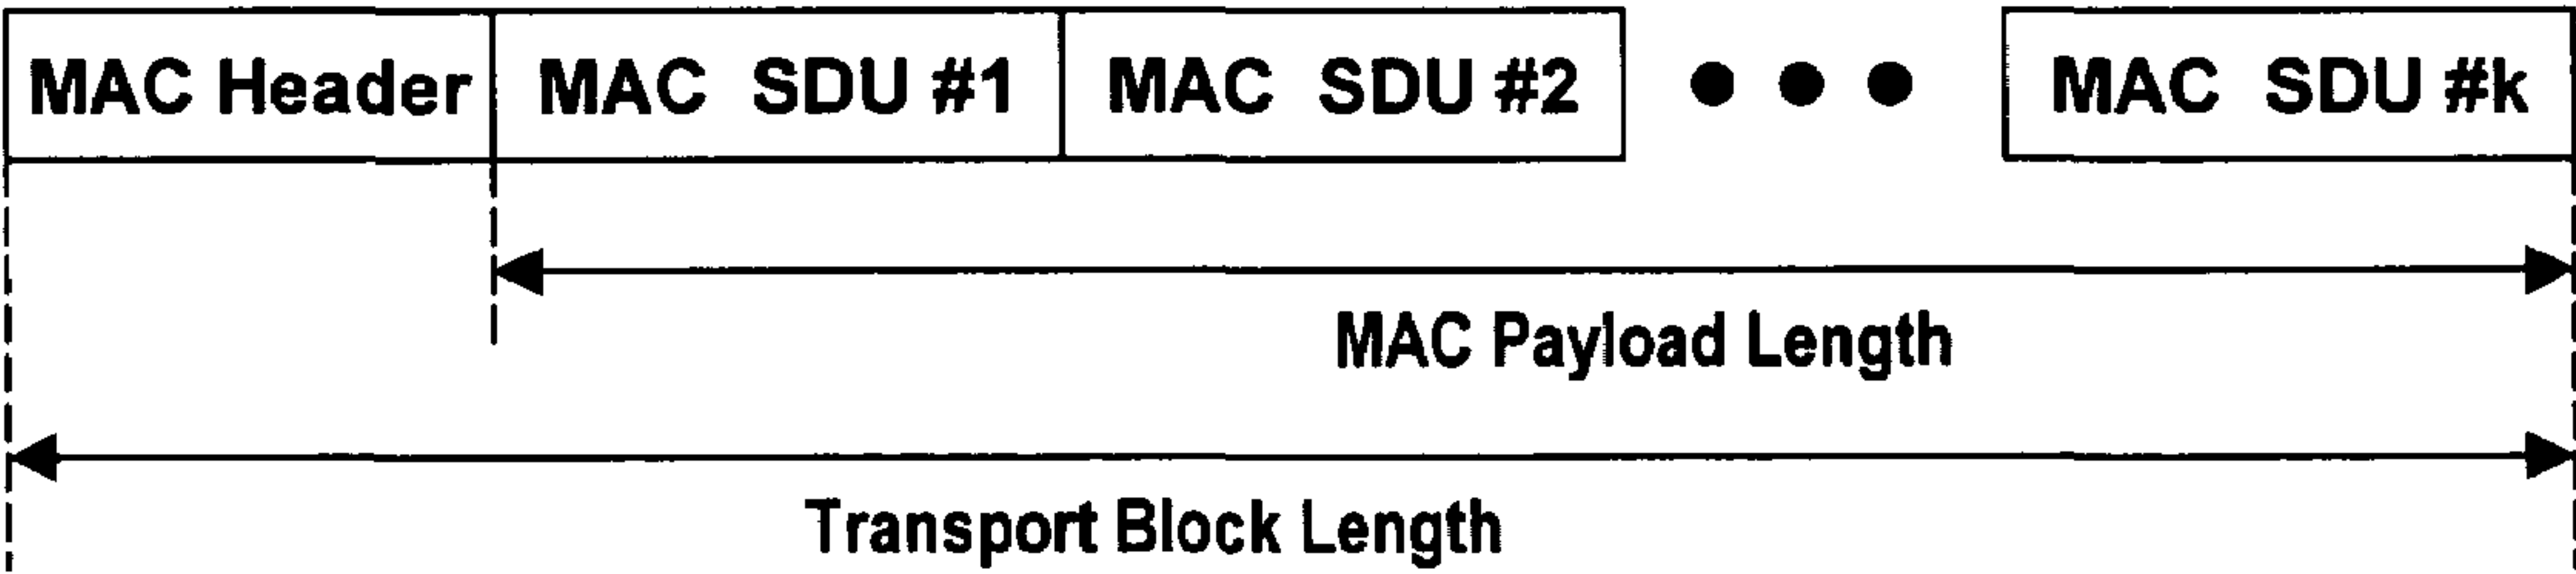 MAC Header MAC SDU #1 MAC SDU #2 ● ● ● MAC SDU #k
MAC Payload Length
Transport Block Length